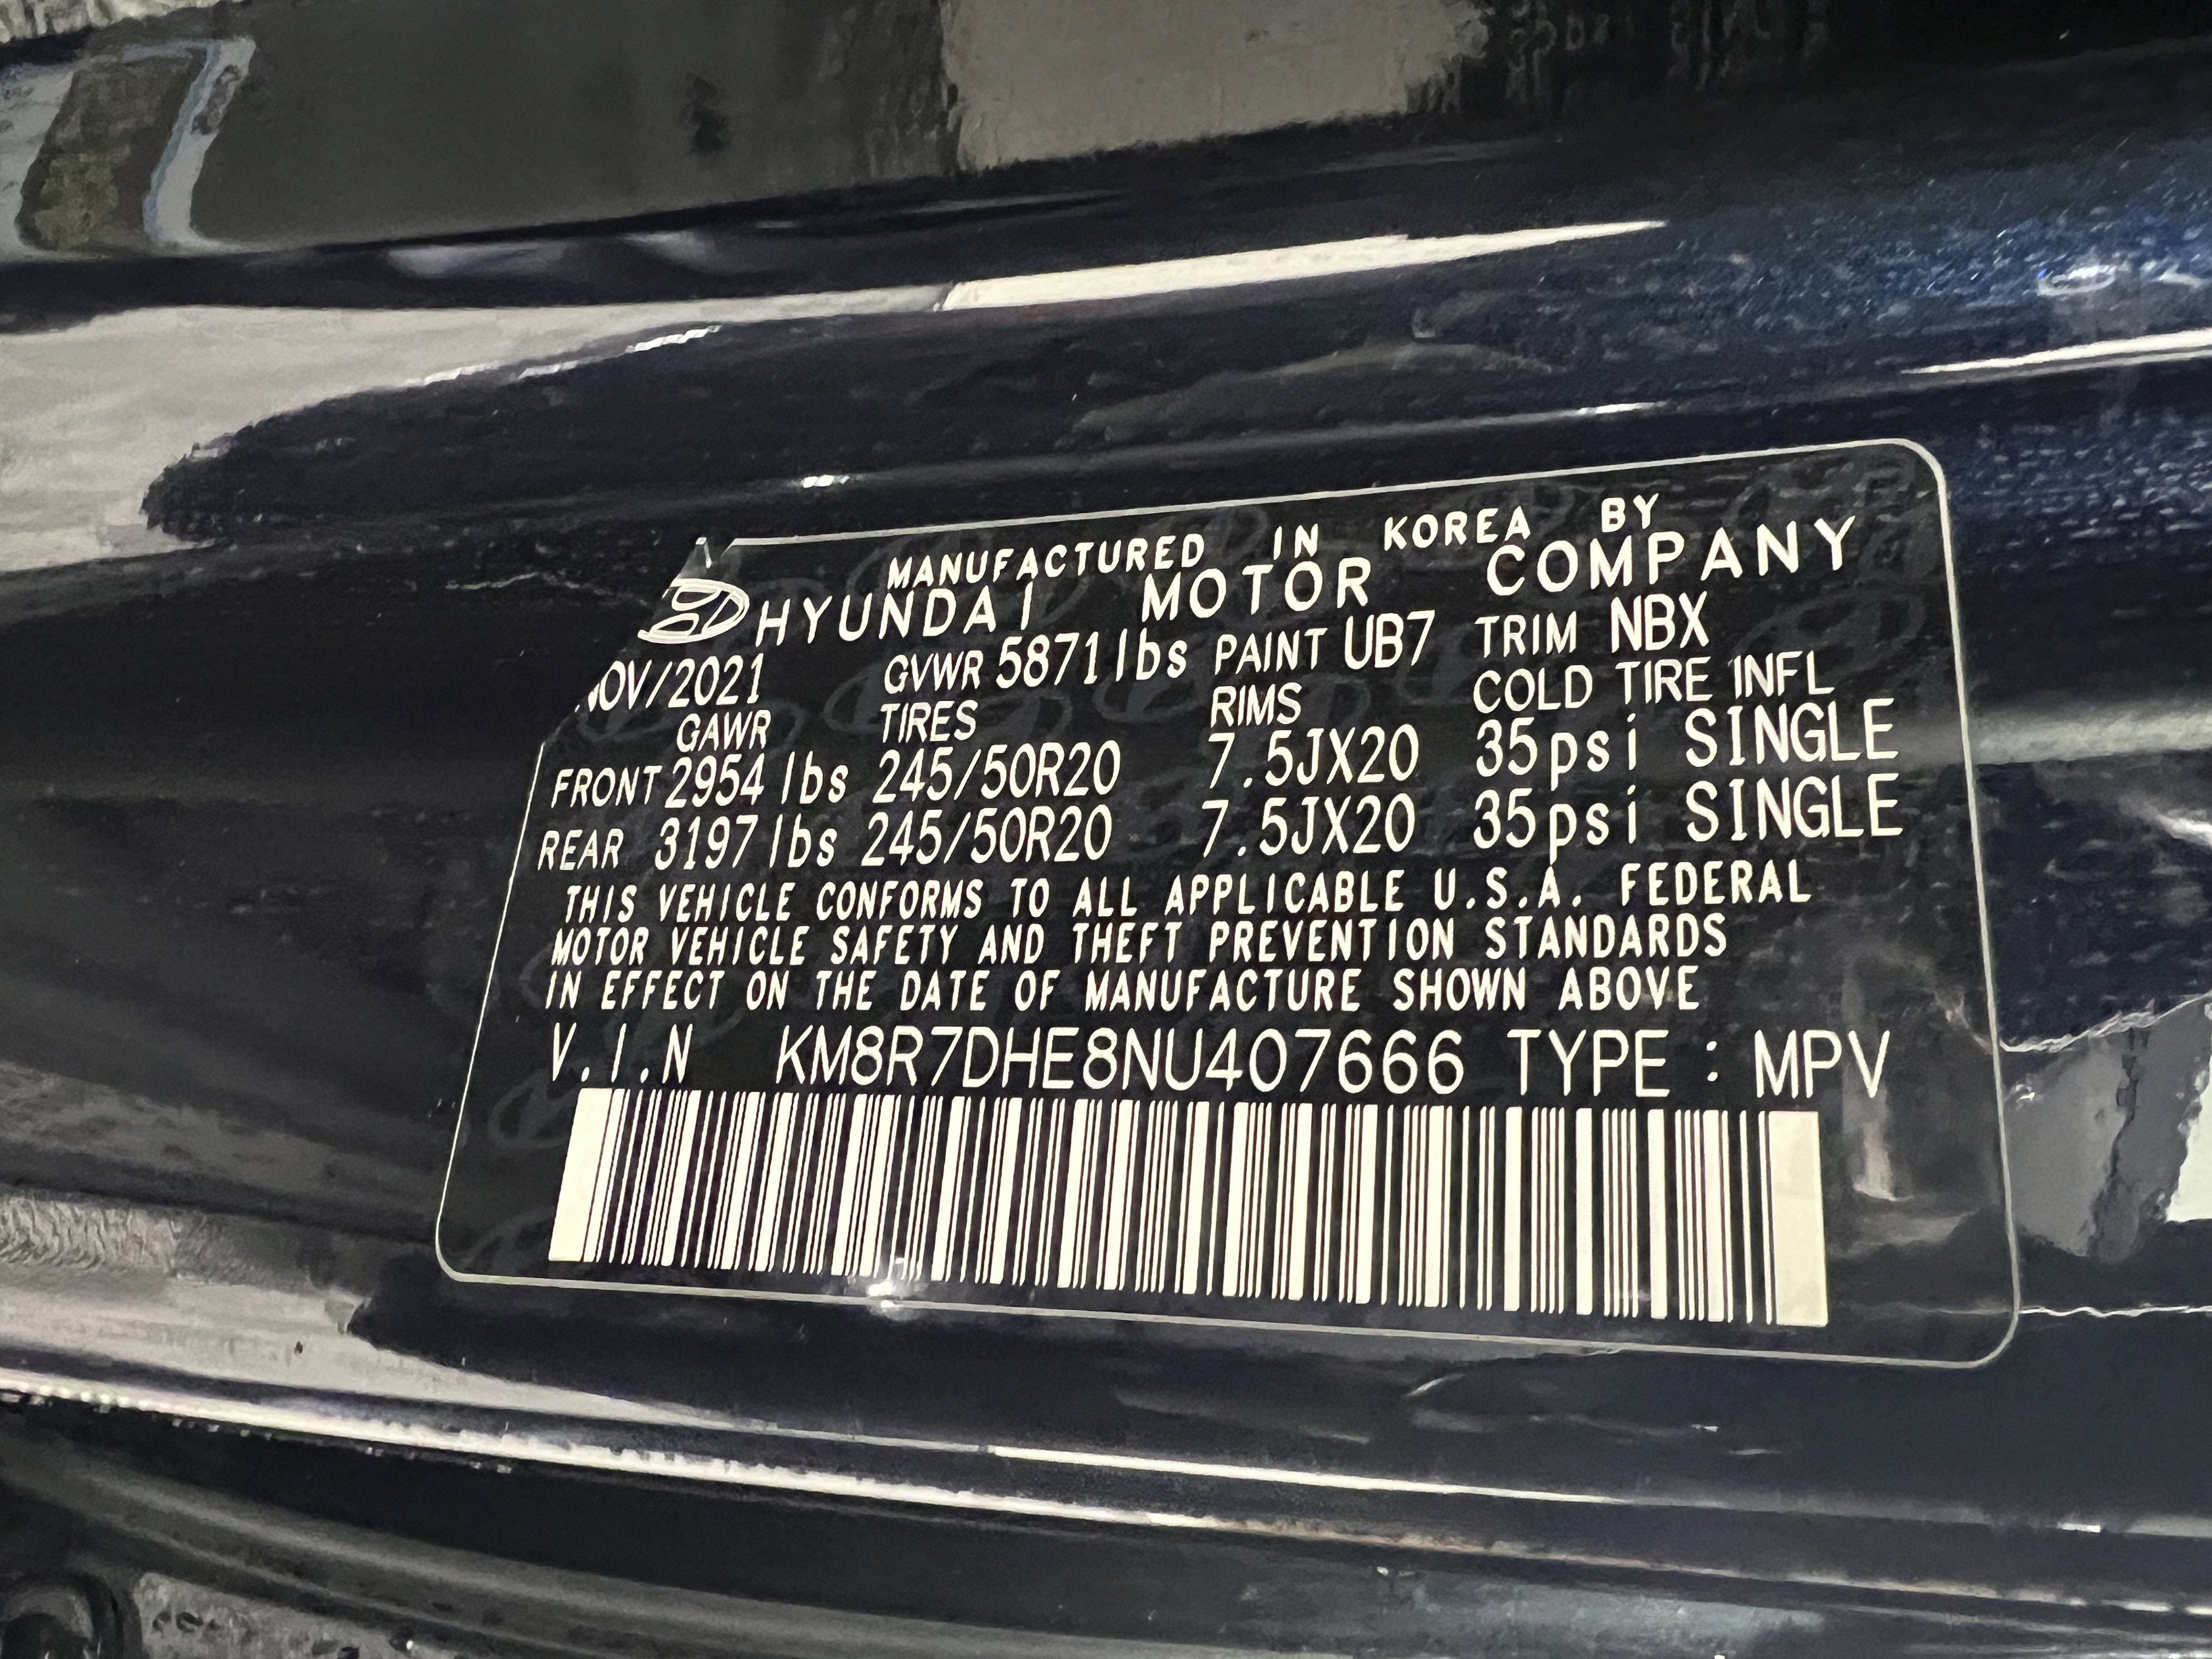 MANUFACTURED IN KOREA BY
HYUNDAI MOTOR COMPANY
NOV/2021 GVWR 5871lbs PAINT UB7 TRIM NBX
GAWR TIRES RIMS COLD TIRE INFL
FRONT 2954 lbs 245/50R20 7.5JX20 35psi SINGLE
REAR 3197lbs 245/50R20 7.5JX20 35psi SINGLE
THIS VEHICLE CONFORMS TO ALL APPLICABLE U.S.A. FEDERAL
MOTOR VEHICLE SAFETY AND THEFT PREVENTION STANDARDS
IN EFFECT ON THE DATE OF MANUFACTURE SHOWN ABOVE
V.I.N KM8R7DHE8NU407666 TYPE : MPV